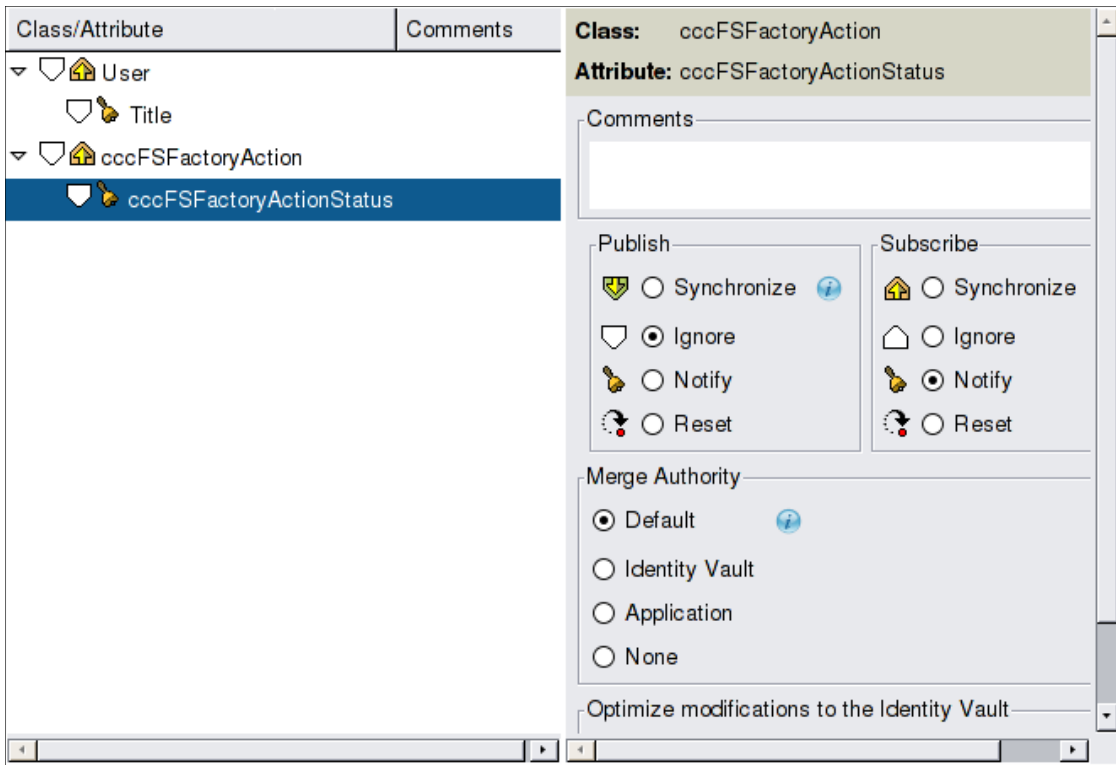 Class/Attribute Comments
User
Title
cccFSFactoryAction
cccFSFactoryActionStatus
Class: cccFSFactoryAction
Attribute: cccFSFactoryActionStatus
Comments
Publish
Synchronize
Ignore
Notify
Reset
Subscribe
Synchronize
Ignore
Notify
Reset
Merge Authority
Default
Identity Vault
Application
None
Optimize modifications to the Identity Vault